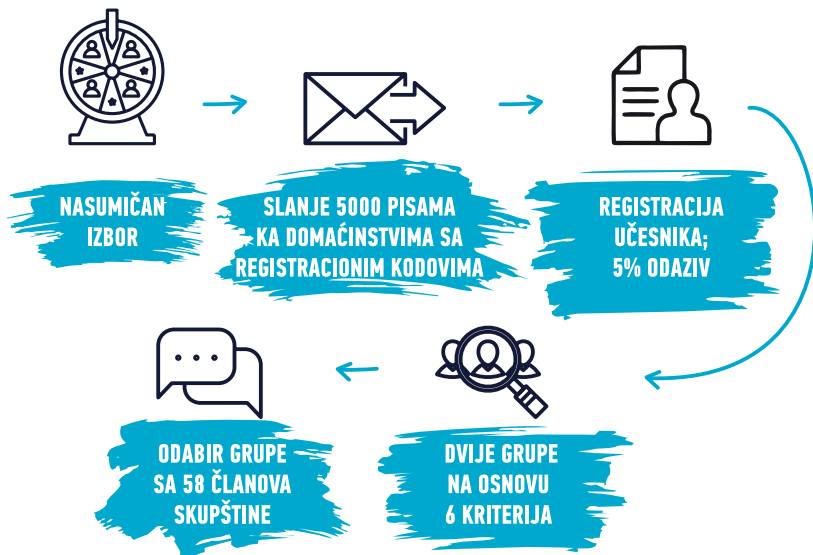 NASUMIČAN
IZBOR
SLANJE 5000 PISAMA
KA DOMAĆINSTVIMA SA
REGISTRACIONIM KODOVIMA
REGISTRACIJA
UČESNIKA;
5% ODAZIV
DVIJE GRUPE
NA OSNOVU
6 KRITERIJA
ODABIR GRUPE
SA 58 ČLANOVA
SKUPŠTINE